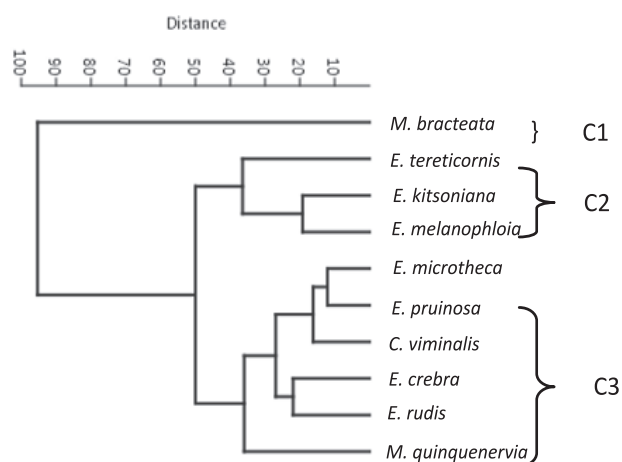 Distance
100 90 80 70 60 50 40 30 20 10
M. bracteata } C1
E. tereticornis
E. kitsoniana C2
E. melanophloia
E. microtheca
E. pruinosa
C. viminalis
E. crebra C3
E. rudis
M. quinquenervia